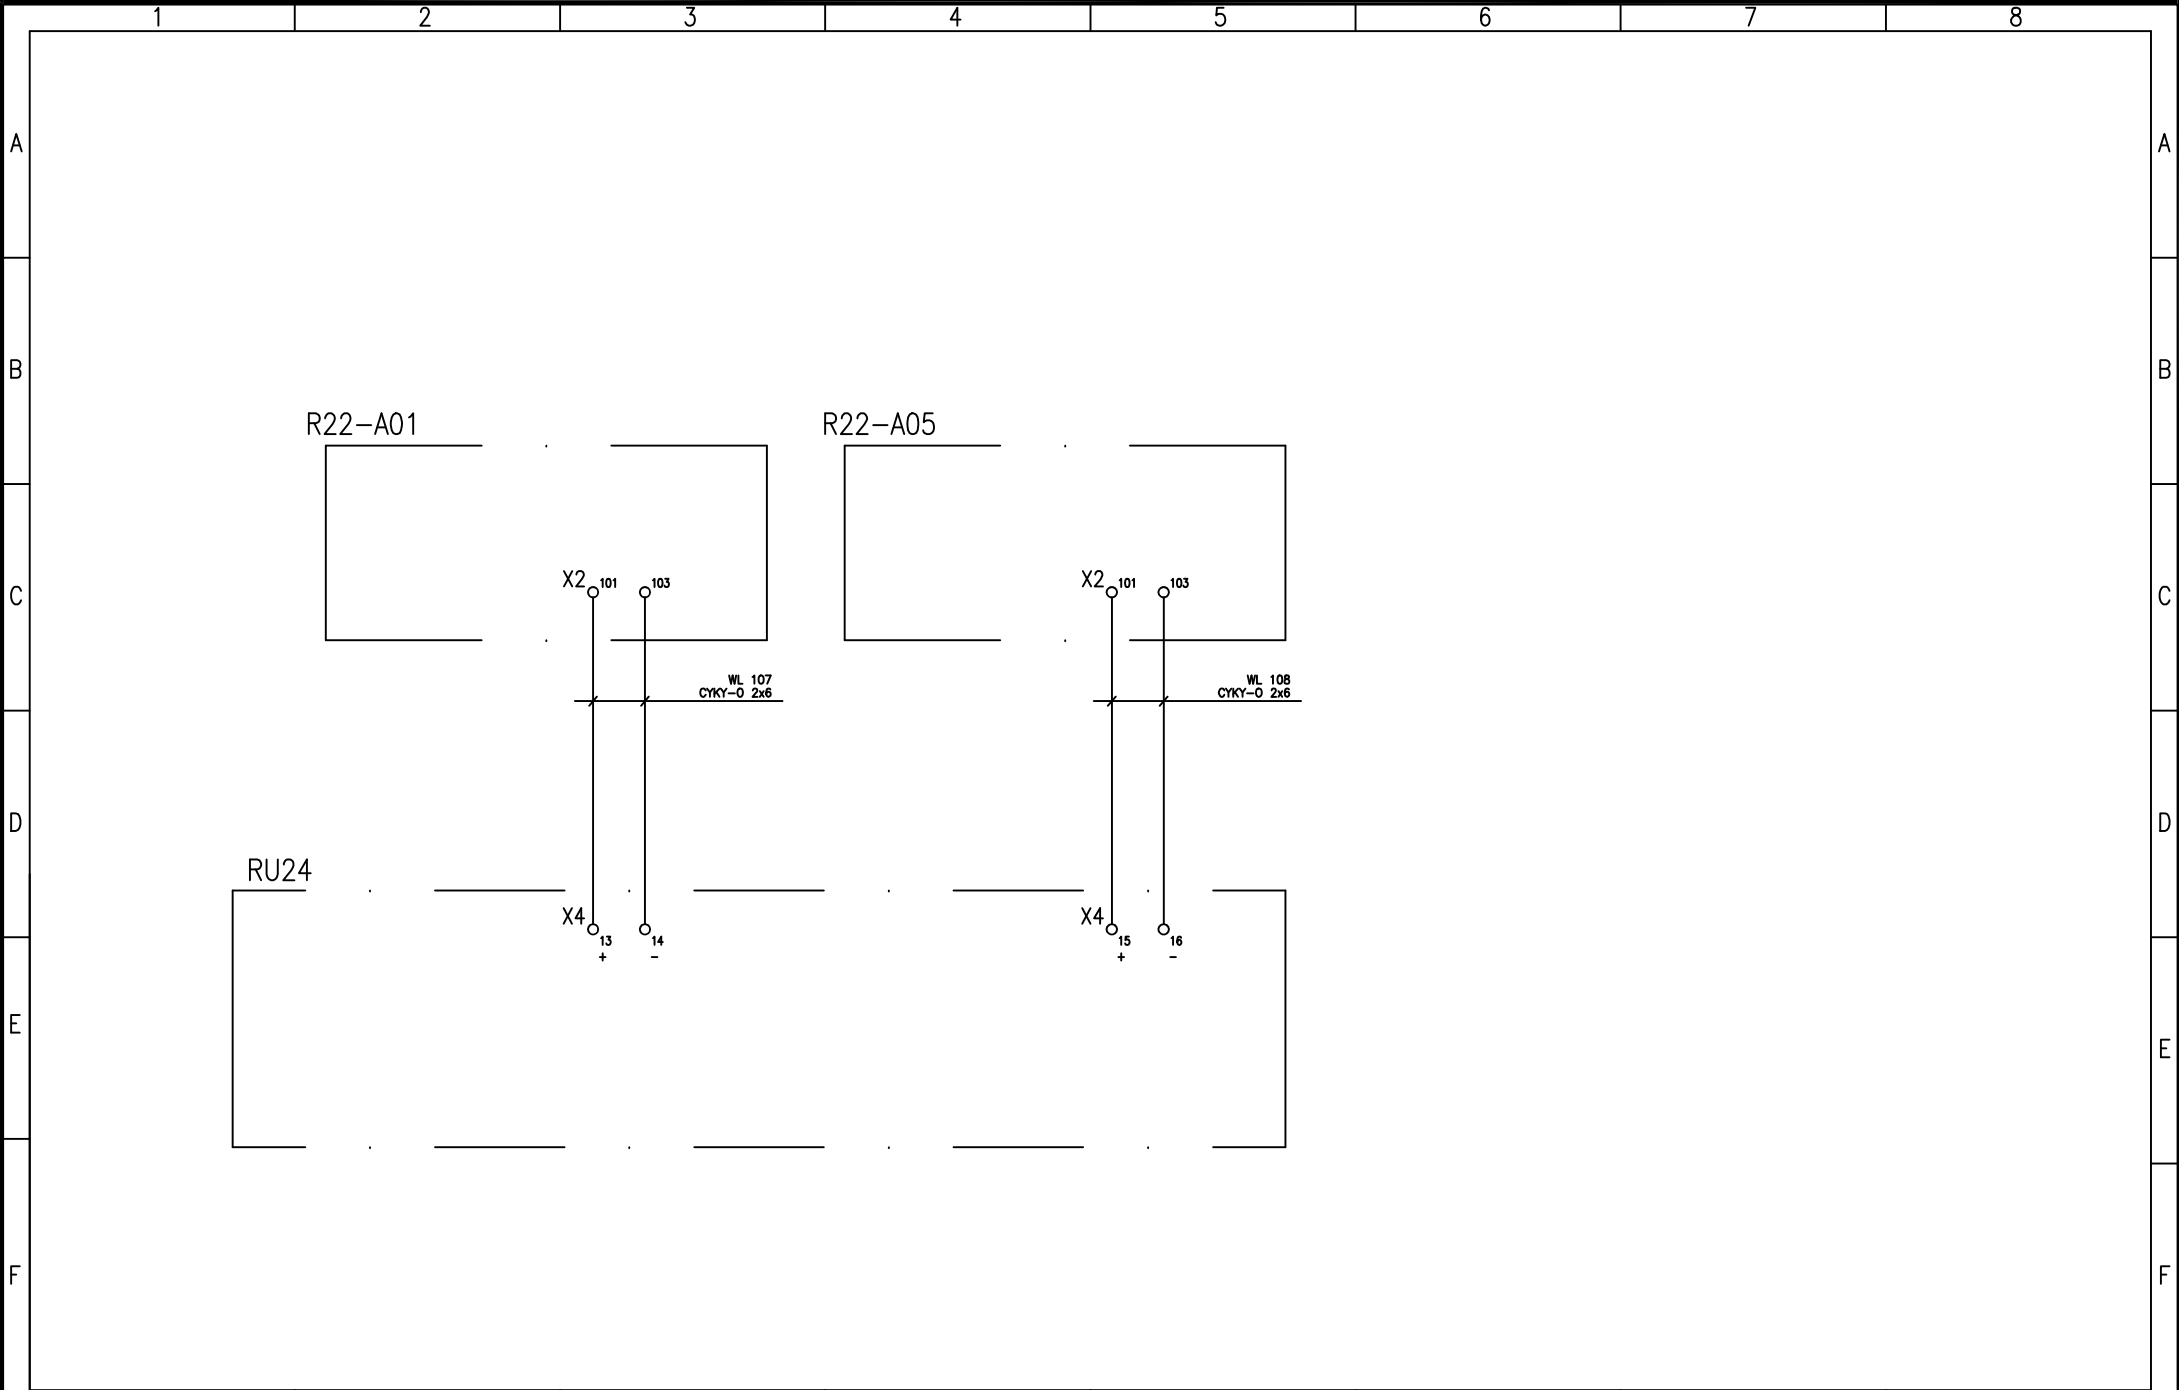 1 2 3 4 5 6 7 8
A A
B B
R22-A01 R22-A05
X2 101 103 X2 101 103
C C
WL 107 WL 108
CYKY-O 2x6 CYKY-O 2x6
D D
RU24
X4 X4
13 14 15 16
+ - + -
E E
F F